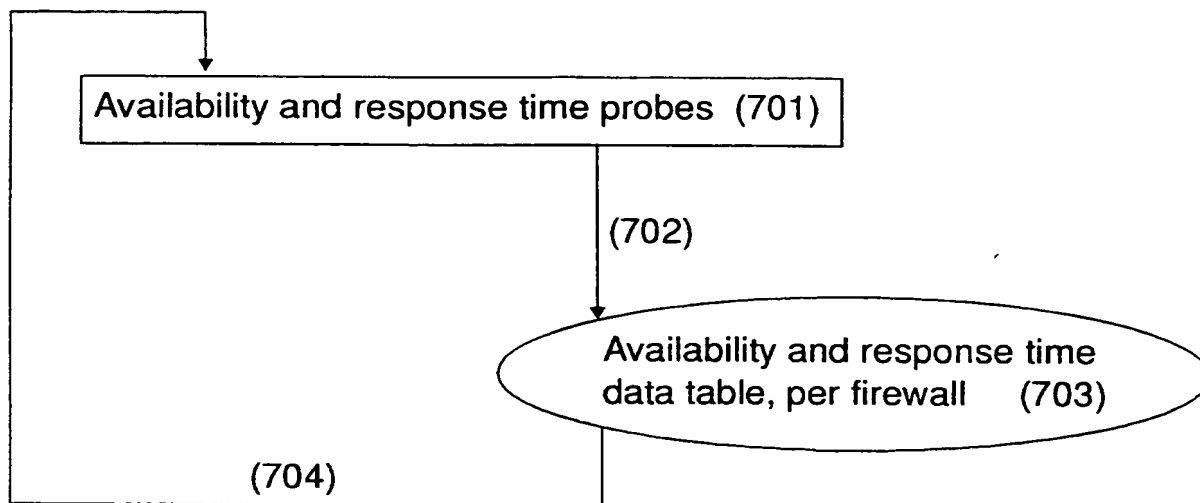 Availability and response time probes (701)
(702)
Availability and response time
data table, per firewall (703)
(704)